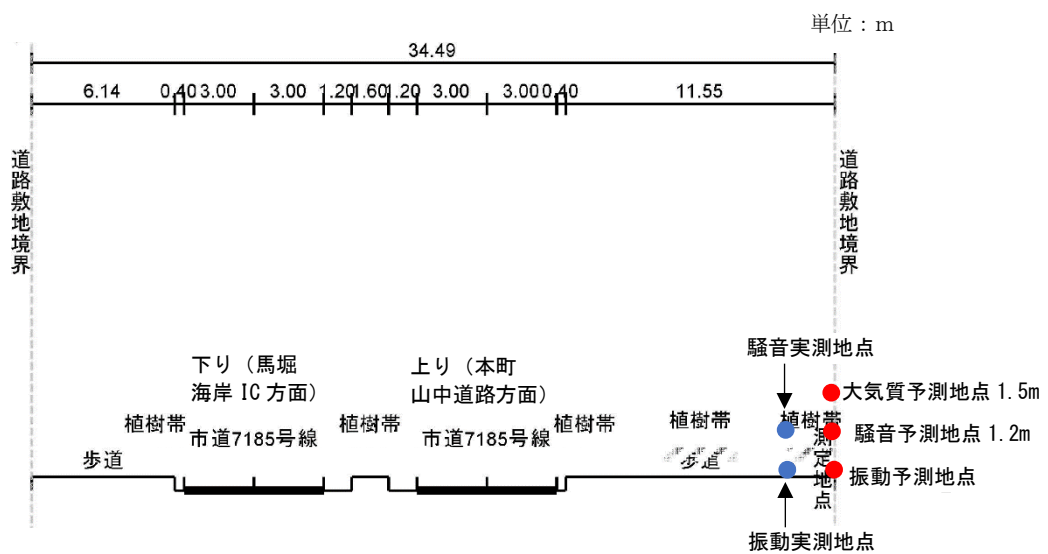 単位：m
34.49
6.14 0.40 3.00 3.00 1.20 1.60 1.20 3.00 3.00 0.40 11.55
道路敷地境界
道路敷地境界
騒音実測地点
下り（馬堀
海岸 IC 方面）
上り（本町
山中道路方面）
大気質予測地点 1.5m
植樹帯
市道7185号線
植樹帯
市道7185号線
植樹帯
植樹帯
植樹帯
騒音予測地点 1.2m
歩道
歩道
測定地点
振動予測地点
振動実測地点